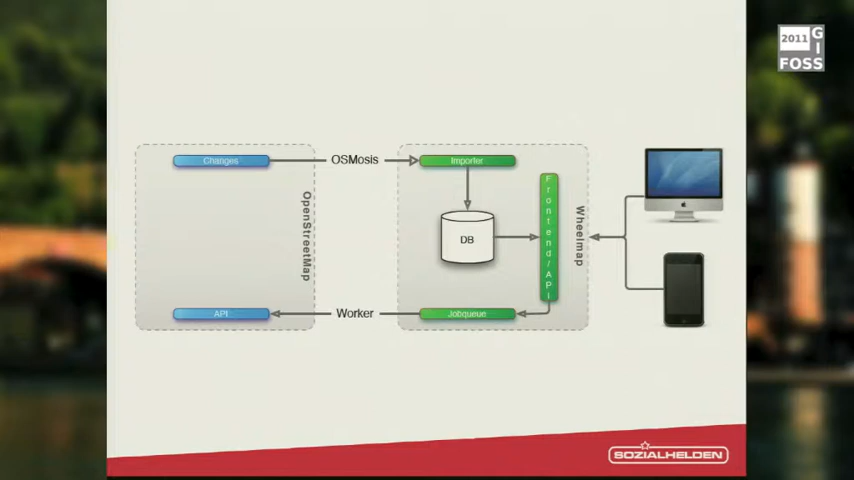 2011
G
I
FOSS
Changes
OSMosis
Importer
OpenStreetMap
DB
Frontend/API
Wheelmap
API
Worker
Jobqueue
SOZIALHELDEN